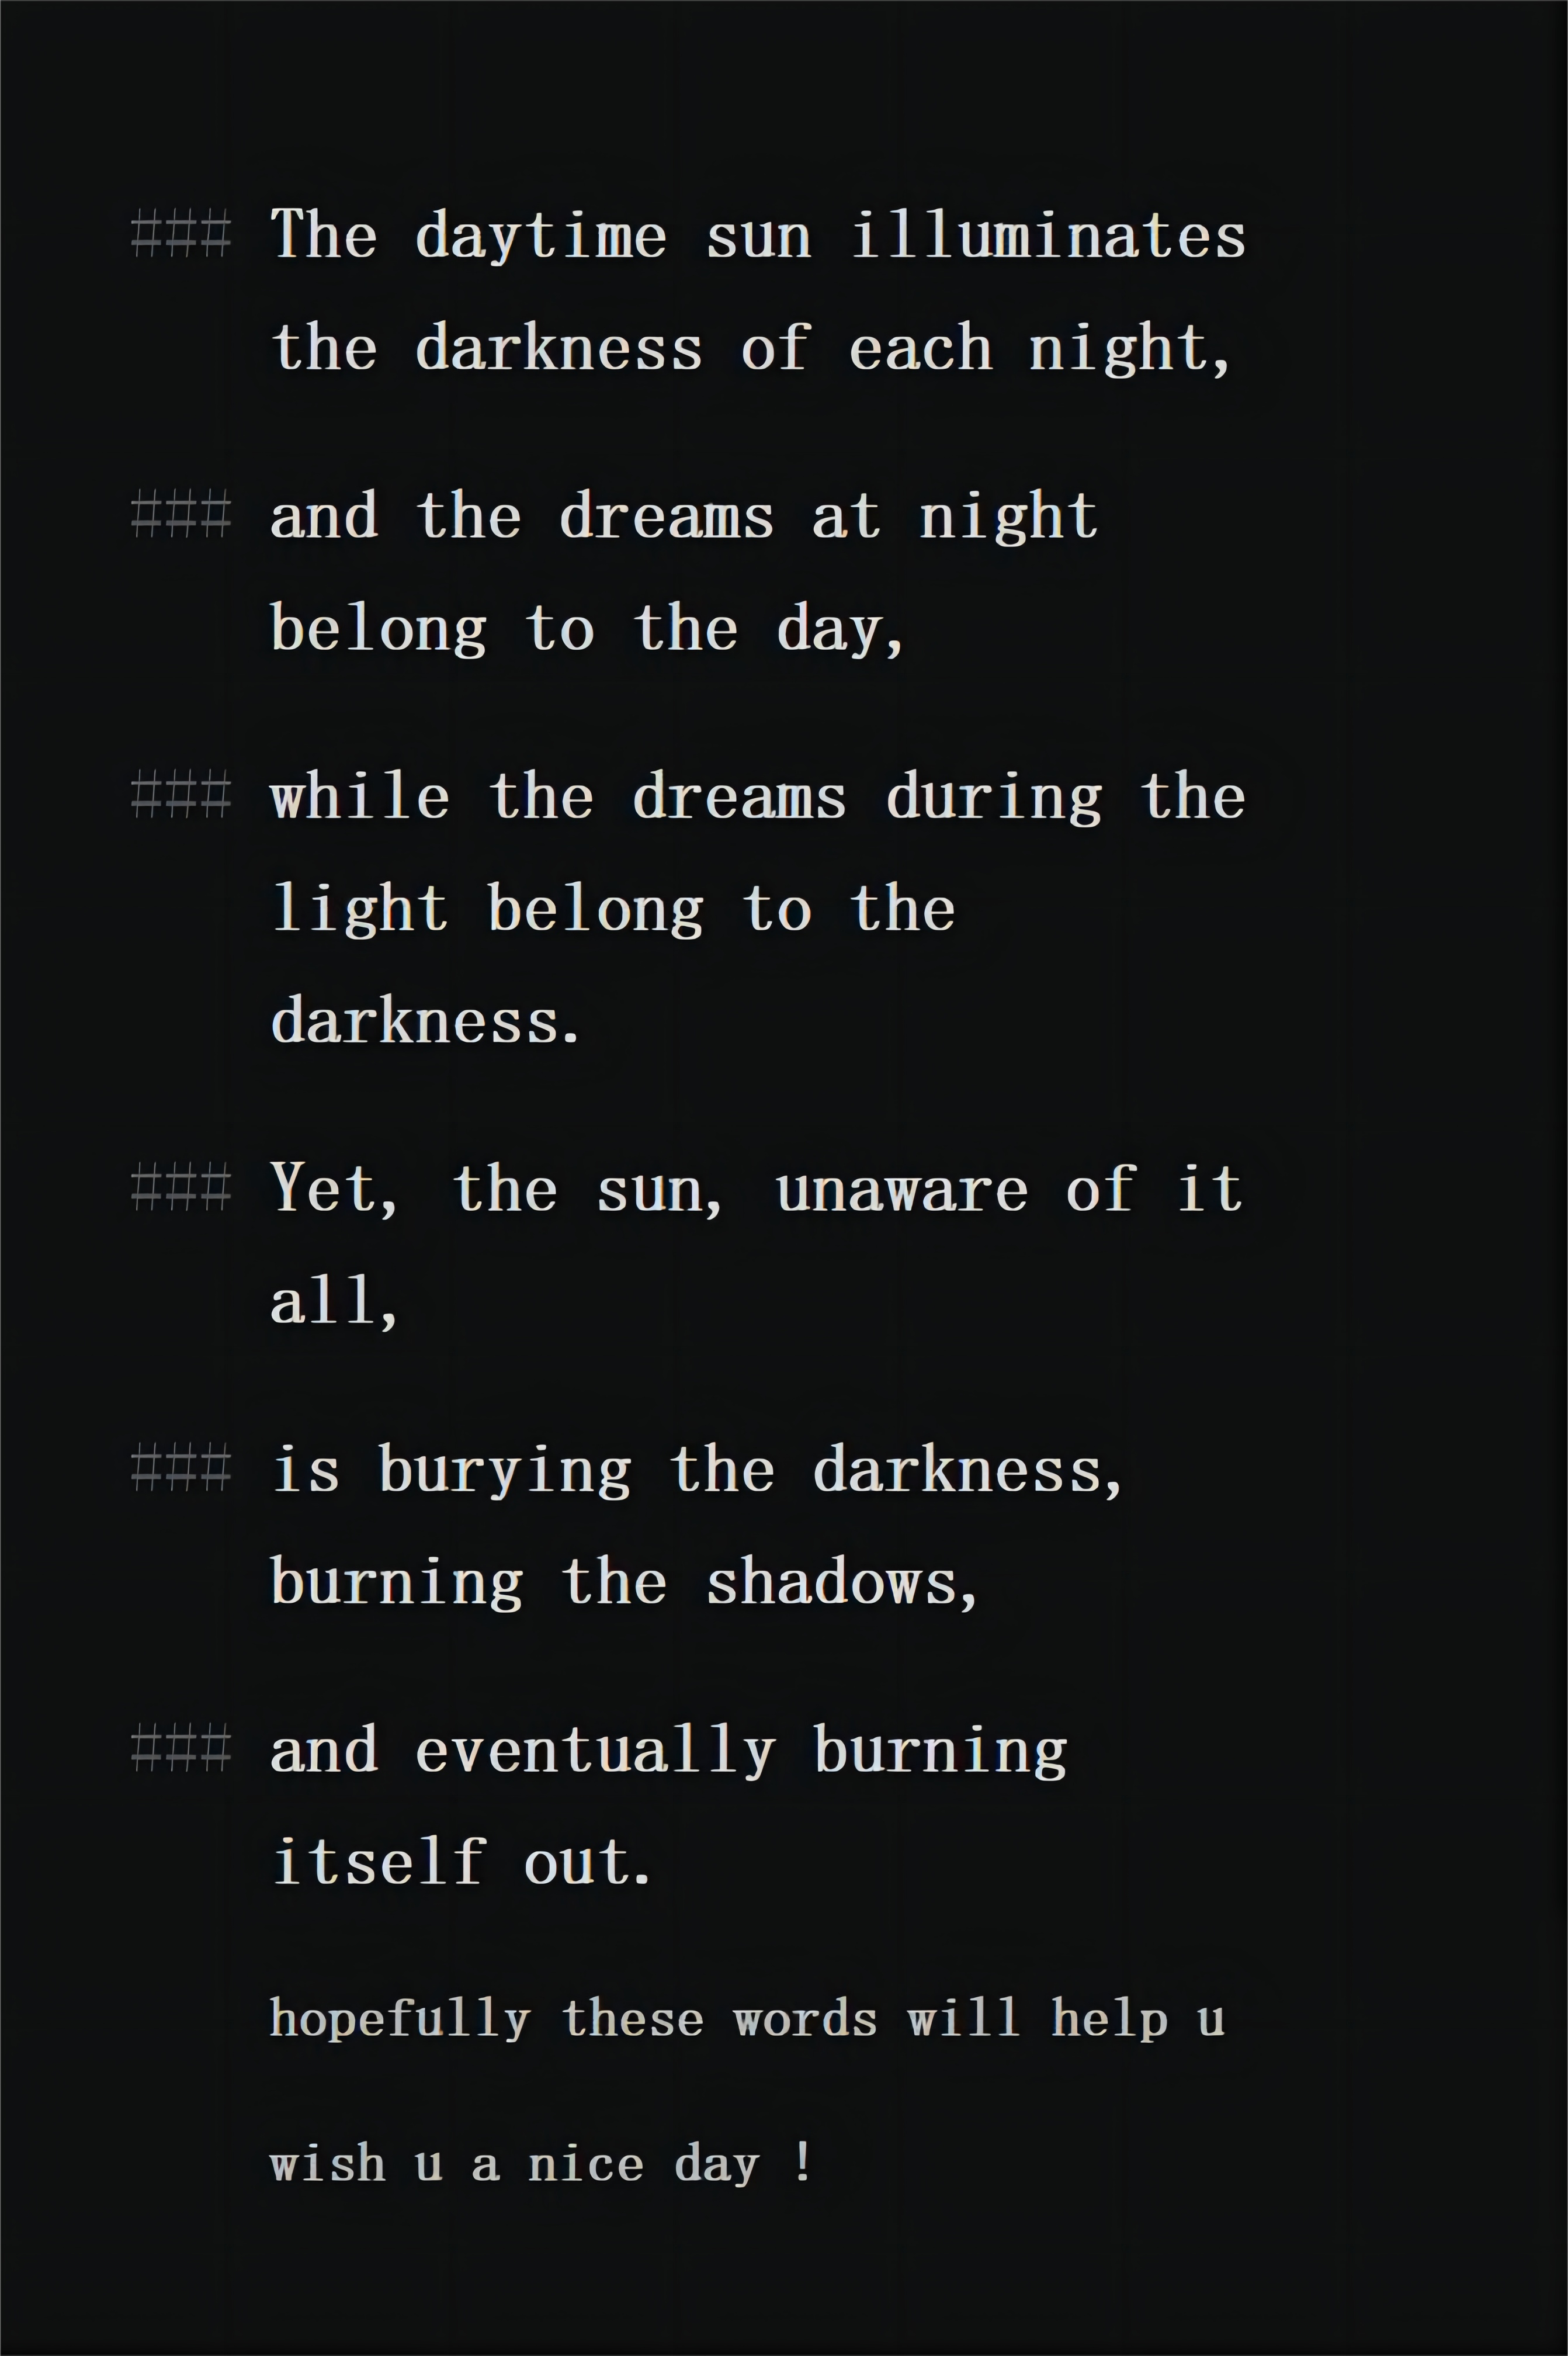 ### The daytime sun illuminates
the darkness of each night,
### and the dreams at night
belong to the day,
### while the dreams during the
light belong to the
darkness.
### Yet, the sun, unaware of it
all,
### is burying the darkness,
burning the shadows,
### and eventually burning
itself out.
hopefully these words will help u
wish u a nice day !